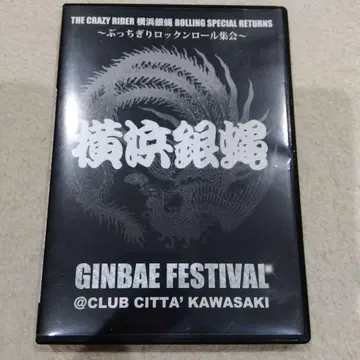 THE CRAZY RIDER 横浜銀蝿 ROLLING SPECIAL RETURNS
～ぶっちぎりロックンロール集会～
横浜銀蝿
GINBAE FESTIVAL
@CLUB CITTA' KAWASAKI